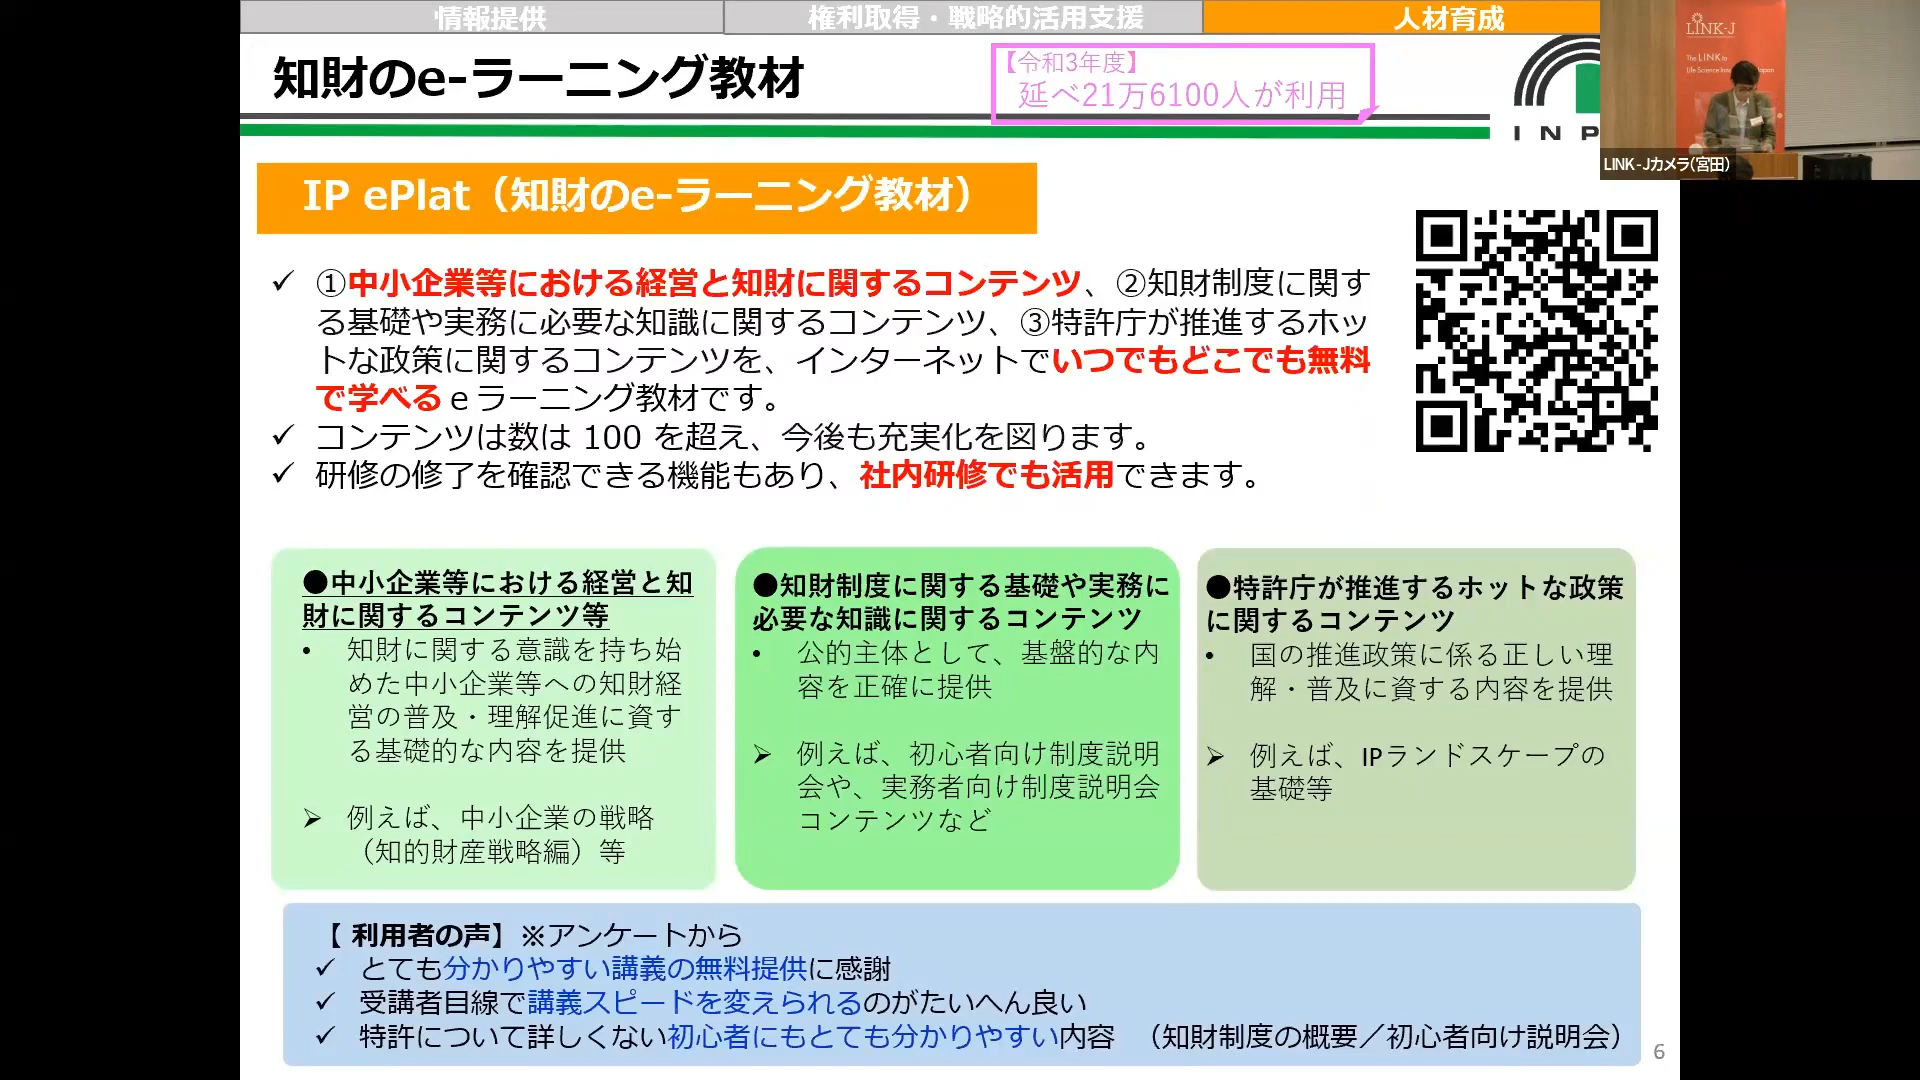 情報提供
権利取得・戦略的活用支援
人材育成
知財のe-ラーニング教材
【令和3年度】
延べ21万6100人が利用
INP
LINK-J
The LINK to
LINK-Jカメラ(宮田)
IP ePlat（知財のe-ラーニング教材）
✓ ①中小企業等における経営と知財に関するコンテンツ、②知財制度に関す
る基礎や実務に必要な知識に関するコンテンツ、③特許庁が推進するホッ
トな政策に関するコンテンツを、インターネットでいつでもどこでも無料
で学べるｅラーニング教材です。
✓ コンテンツは数は 100 を超え、今後も充実化を図ります。
✓ 研修の修了を確認できる機能もあり、社内研修でも活用できます。
●中小企業等における経営と知
財に関するコンテンツ等
• 知財に関する意識を持ち始
めた中小企業等への知財経
営の普及・理解促進に資す
る基礎的な内容を提供
➢ 例えば、中小企業の戦略
（知的財産戦略編）等
●知財制度に関する基礎や実務に
必要な知識に関するコンテンツ
• 公的主体として、基盤的な内
容を正確に提供
➢ 例えば、初心者向け制度説明
会や、実務者向け制度説明会
コンテンツなど
●特許庁が推進するホットな政策
に関するコンテンツ
• 国の推進政策に係る正しい理
解・普及に資する内容を提供
➢ 例えば、IPランドスケープの
基礎等
【 利用者の声】※アンケートから
✓ とても分かりやすい講義の無料提供に感謝
✓ 受講者目線で講義スピードを変えられるのがたいへん良い
✓ 特許について詳しくない初心者にもとても分かりやすい内容 （知財制度の概要／初心者向け説明会）
6